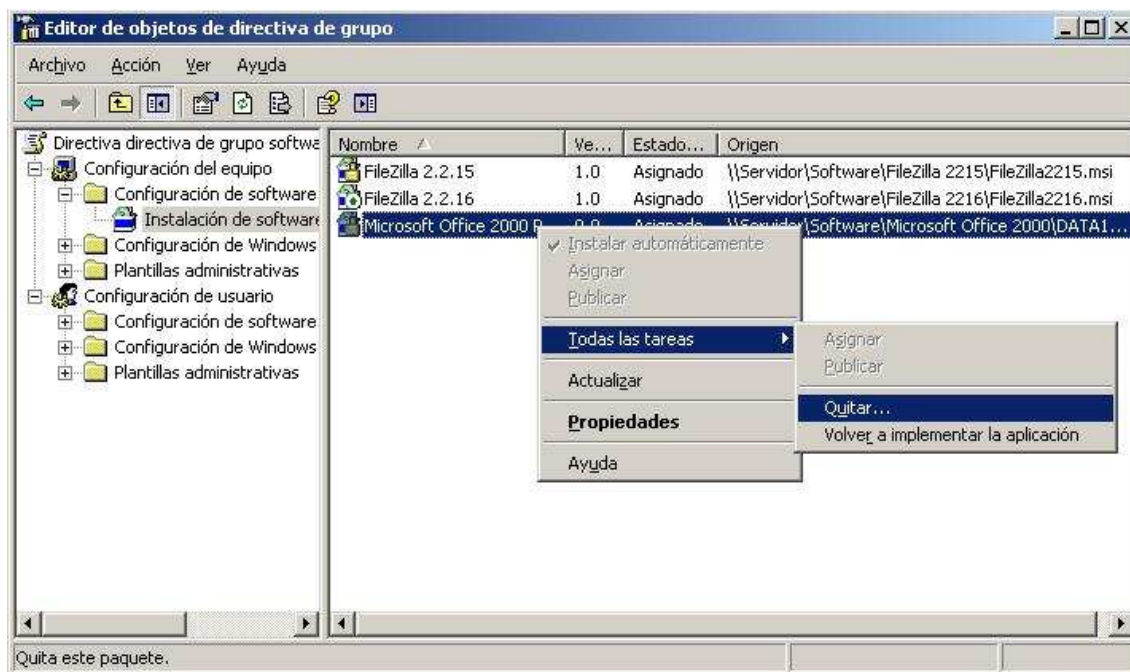 Editor de objetos de directiva de grupo
Archivo Acción Ver Ayuda
Directiva directiva de grupo softwa
Configuración del equipo
Configuración de software
Instalación de software
Configuración de Windows
Plantillas administrativas
Configuración de usuario
Configuración de software
Configuración de Windows
Plantillas administrativas
Nombre Ve... Estado... Origen
FileZilla 2.2.15 1.0 Asignado \\Servidor\Software\FileZilla 2215\FileZilla2215.msi
FileZilla 2.2.16 1.0 Asignado \\Servidor\Software\FileZilla 2216\FileZilla2216.msi
Microsoft Office 2000 P 9.0 Asignado \\Servidor\Software\Microsoft Office 2000\DATA1...
Instalar automáticamente
Asignar
Publicar
Todas las tareas
Actualizar
Propiedades
Ayuda
Asignar
Publicar
Quitar...
Volver a implementar la aplicación
Quita este paquete.